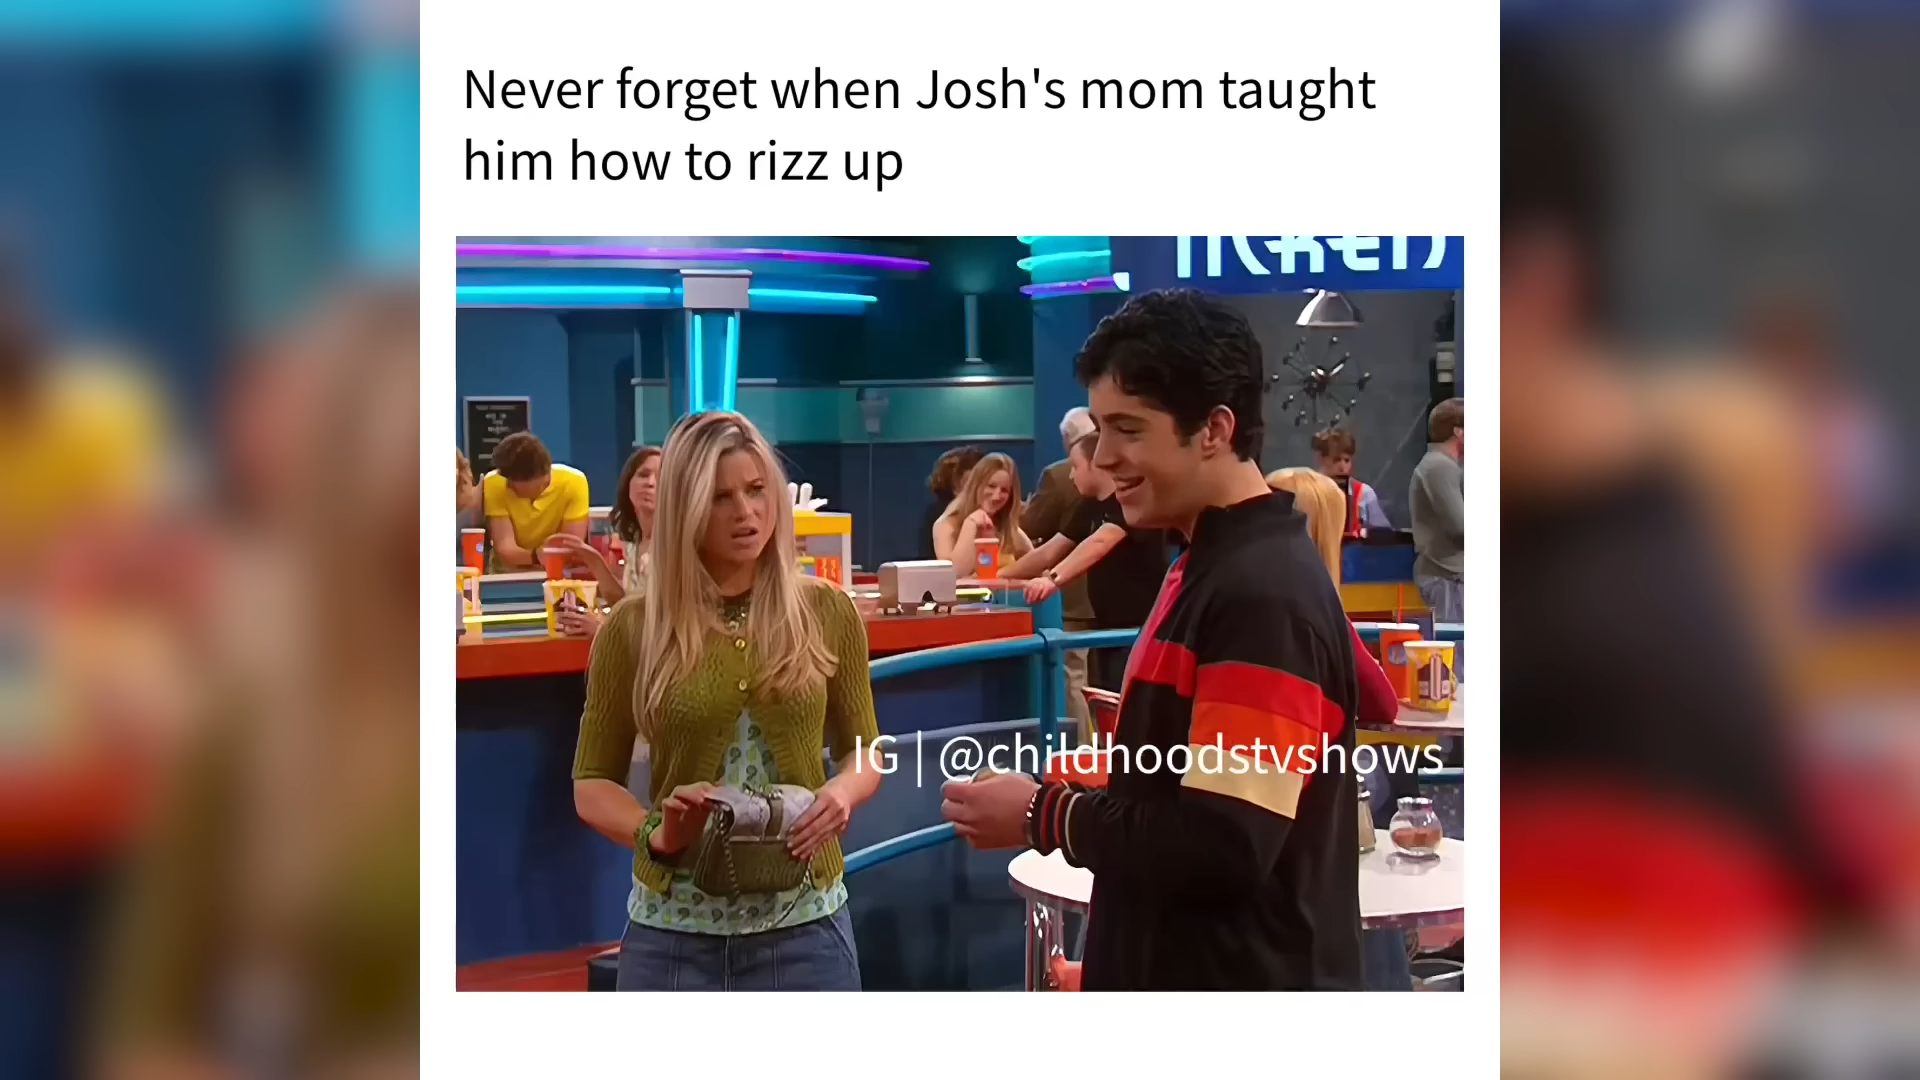 Never forget when Josh's mom taught
him how to rizz up
IG | @childhoodstvshows